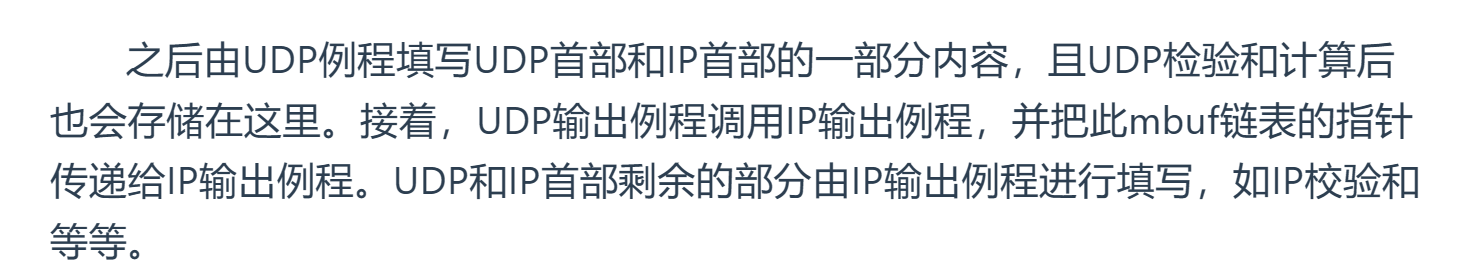 之后由UDP例程填写UDP首部和IP首部的一部分内容，且UDP检验和计算后
也会存储在这里。接着，UDP输出例程调用IP输出例程，并把此mbuf链表的指针
传递给IP输出例程。UDP和IP首部剩余的部分由IP输出例程进行填写，如IP校验和
等等。